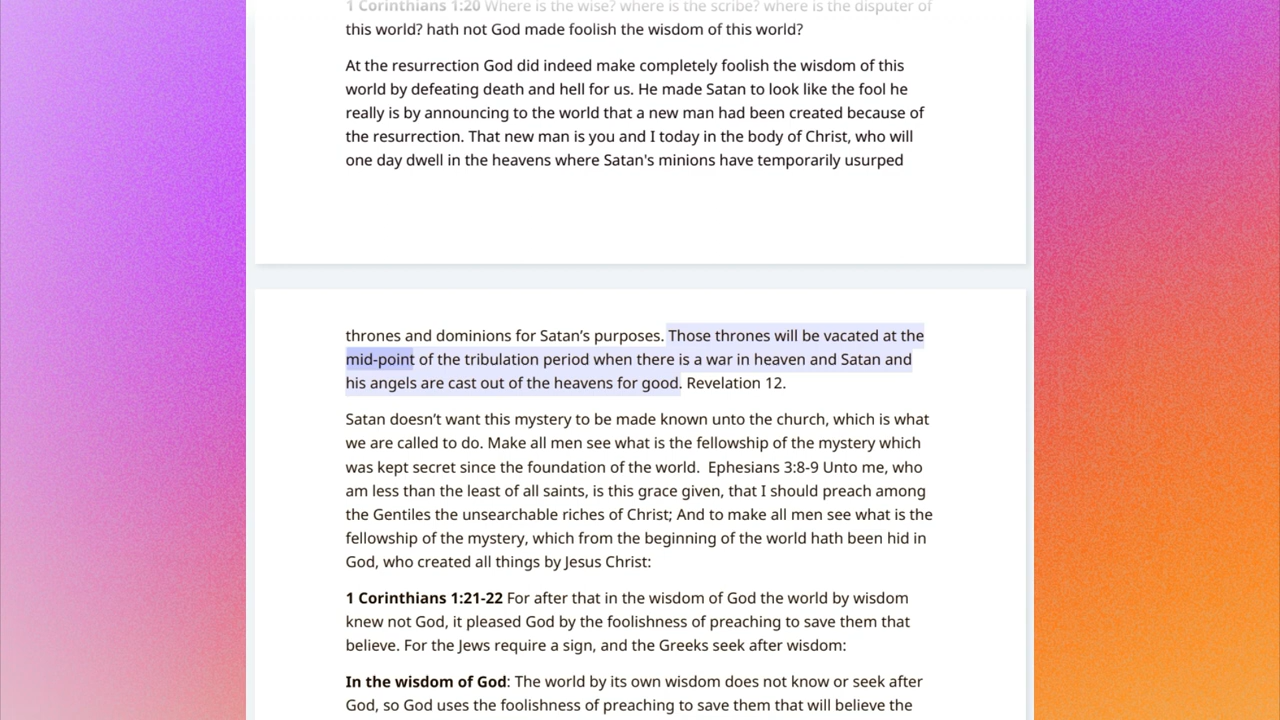 1 Corinthians 1:20 Where is the wise? where is the scribe? where is the disputer of
this world? hath not God made foolish the wisdom of this world?
At the resurrection God did indeed make completely foolish the wisdom of this
world by defeating death and hell for us. He made Satan to look like the fool he
really is by announcing to the world that a new man had been created because of
the resurrection. That new man is you and I today in the body of Christ, who will
one day dwell in the heavens where Satan's minions have temporarily usurped
thrones and dominions for Satan’s purposes. Those thrones will be vacated at the
mid-point of the tribulation period when there is a war in heaven and Satan and
his angels are cast out of the heavens for good. Revelation 12.
Satan doesn’t want this mystery to be made known unto the church, which is what
we are called to do. Make all men see what is the fellowship of the mystery which
was kept secret since the foundation of the world.  Ephesians 3:8-9 Unto me, who
am less than the least of all saints, is this grace given, that I should preach among
the Gentiles the unsearchable riches of Christ; And to make all men see what is the
fellowship of the mystery, which from the beginning of the world hath been hid in
God, who created all things by Jesus Christ:
1 Corinthians 1:21-22 For after that in the wisdom of God the world by wisdom
knew not God, it pleased God by the foolishness of preaching to save them that
believe. For the Jews require a sign, and the Greeks seek after wisdom:
In the wisdom of God: The world by its own wisdom does not know or seek after
God, so God uses the foolishness of preaching to save them that will believe the